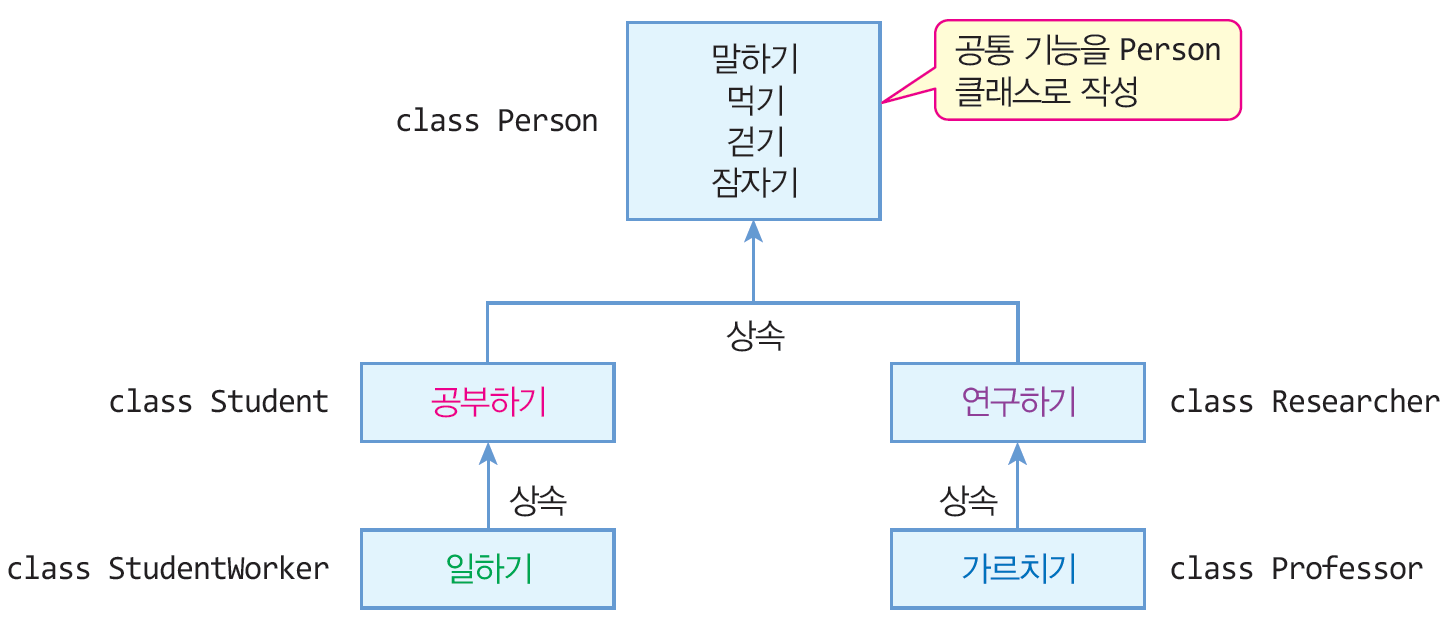 말하기
먹기
걷기
잠자기
class Person
공통 기능을 Person
클래스로 작성
상속
class Student
공부하기
연구하기
class Researcher
상속
상속
class StudentWorker
일하기
가르치기
class Professor